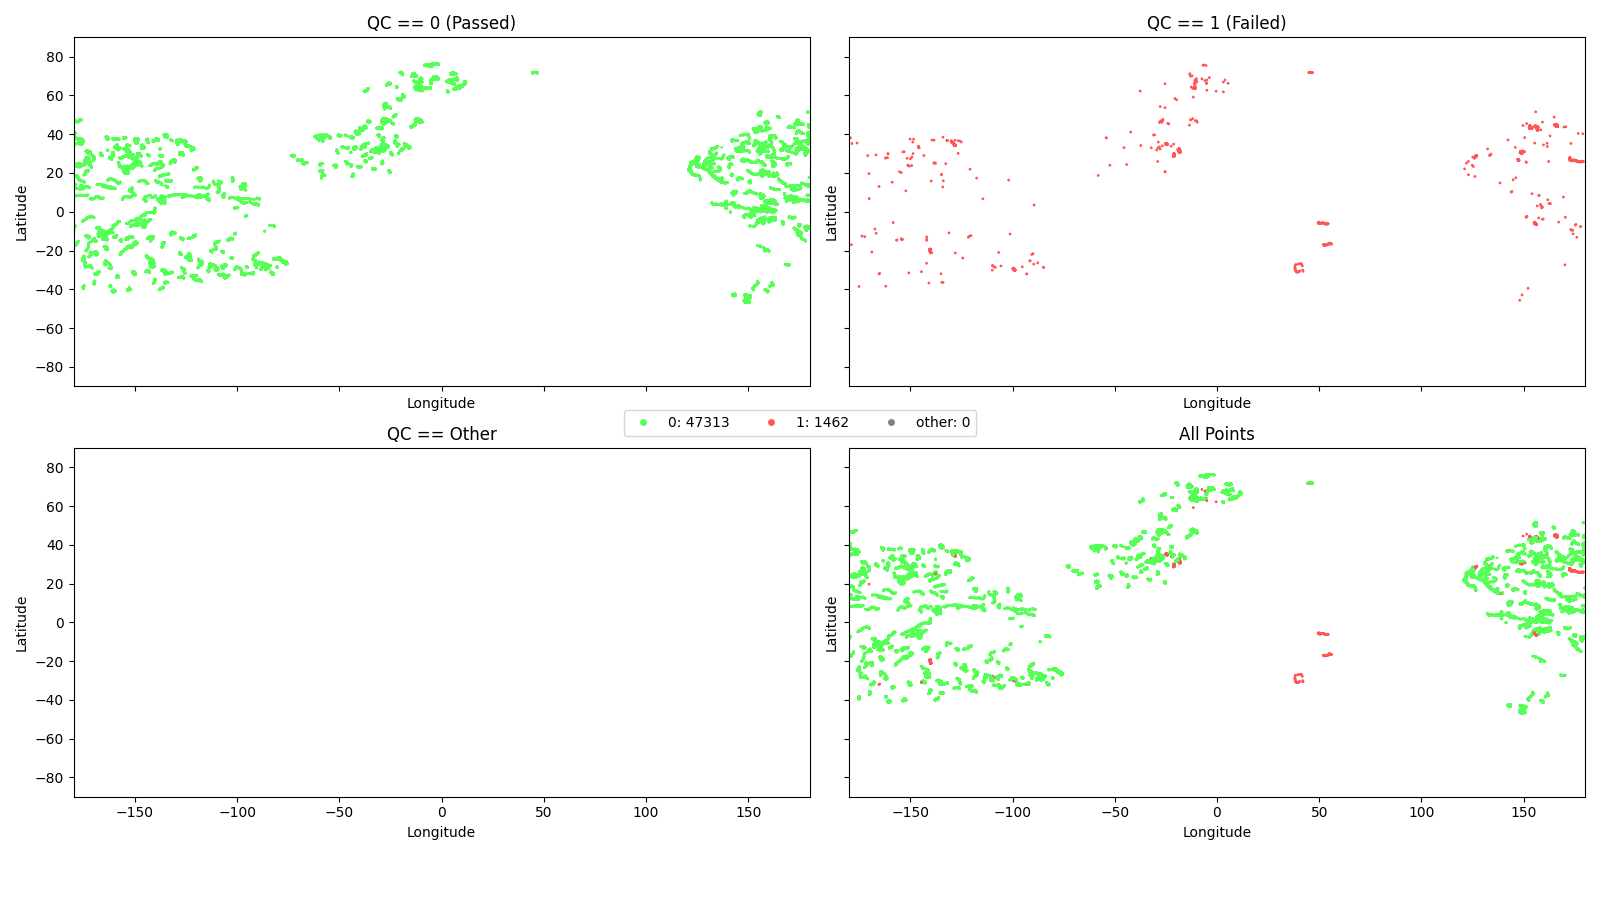 QC == 0 (Passed)
QC == 1 (Failed)
80
60
40
20
0
−20
−40
−60
−80
Latitude
Latitude
Longitude
Longitude
0: 47313
1: 1462
other: 0
QC == Other
All Points
80
60
40
20
0
−20
−40
−60
−80
Latitude
Latitude
−150
−100
−50
0
50
100
150
−150
−100
−50
0
50
100
150
Longitude
Longitude